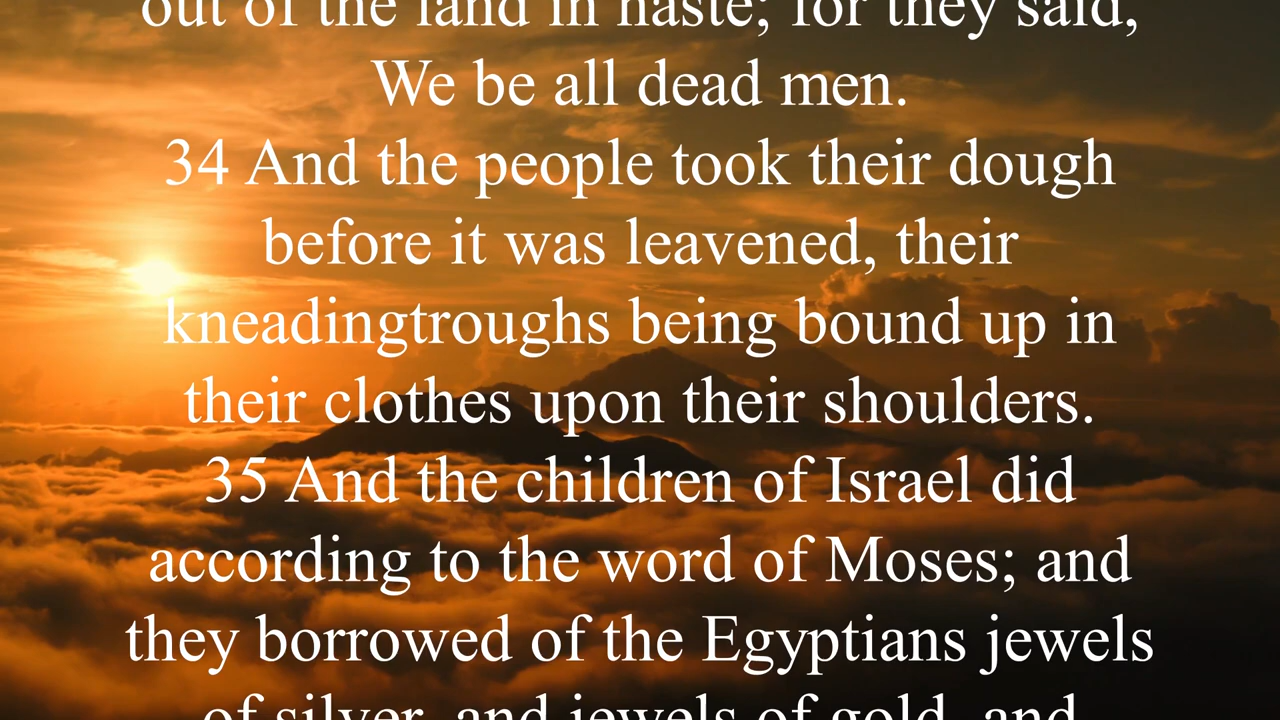 out of the land in haste; for they said,
We be all dead men.
34 And the people took their dough
before it was leavened, their
kneadingtroughs being bound up in
their clothes upon their shoulders.
35 And the children of Israel did
according to the word of Moses; and
they borrowed of the Egyptians jewels
of silver, and jewels of gold, and